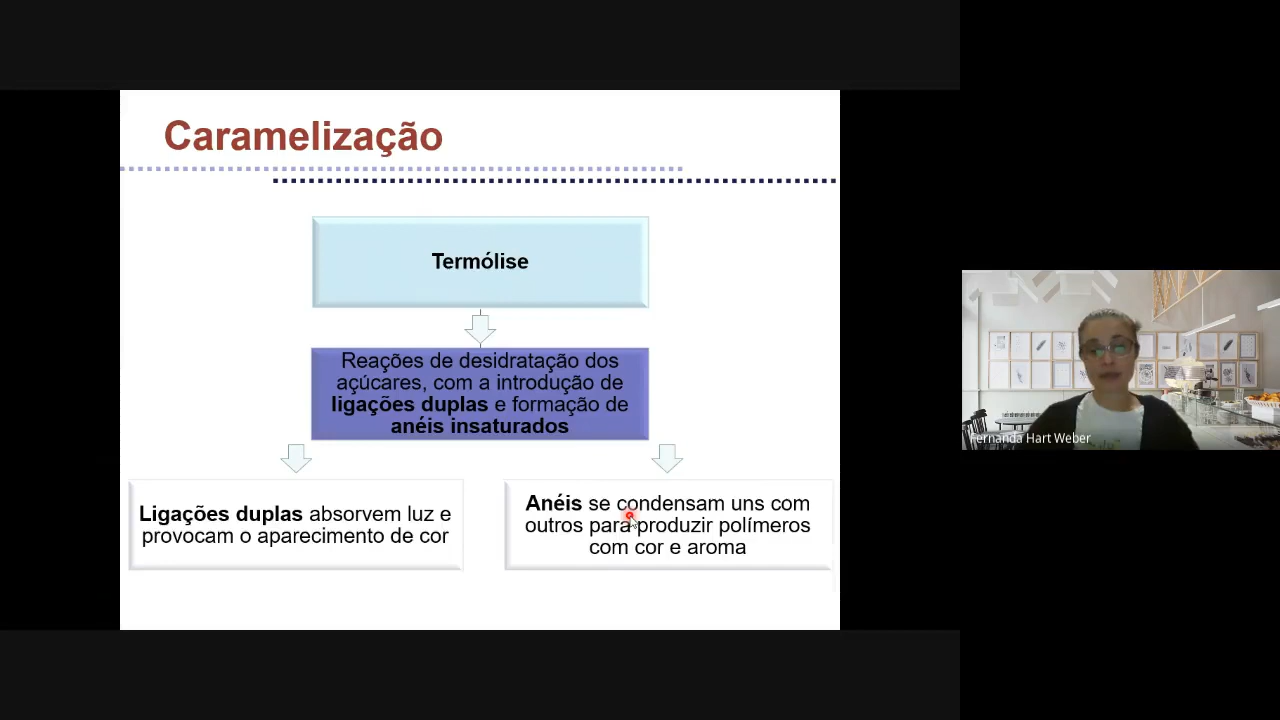 Caramelização
Termólise
Reações de desidratação dos
açúcares, com a introdução de
ligações duplas e formação de
anéis insaturados
Ligações duplas absorvem luz e
provocam o aparecimento de cor
Anéis se condensam uns com
outros para produzir polímeros
com cor e aroma
Fernanda Hart Weber